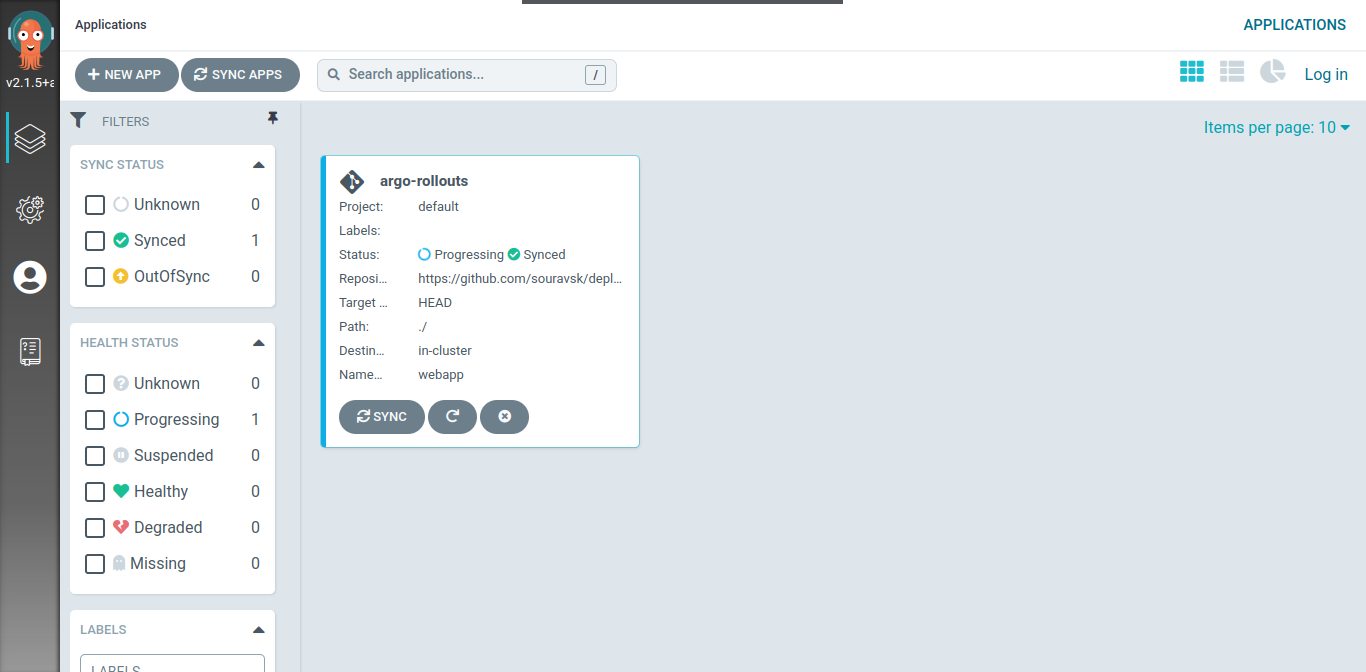 Applications
APPLICATIONS
v2.1.5+a
NEW APP
SYNC APPS
Search applications...
/
Log in
FILTERS
Items per page: 10
SYNC STATUS
Unknown 0
Synced 1
OutOfSync 0
HEALTH STATUS
Unknown 0
Progressing 1
Suspended 0
Healthy 0
Degraded 0
Missing 0
LABELS
LABELS
argo-rollouts
Project: default
Labels:
Status: Progressing Synced
Reposi... https://github.com/souravsk/depl...
Target ... HEAD
Path: ./
Destin... in-cluster
Name... webapp
SYNC